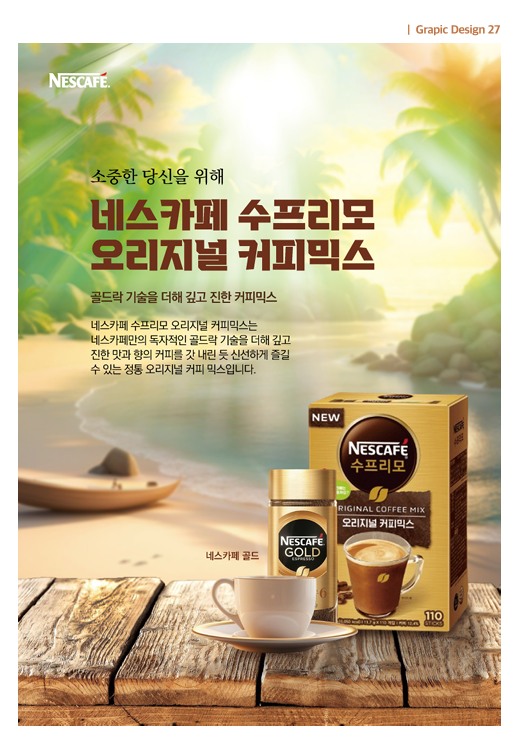 | Grapic Design 27
NESCAFÉ.
소중한 당신을 위해
네스카페 수프리모
오리지널 커피믹스
골드락 기술을 더해 깊고 진한 커피믹스
네스카페 수프리모 오리지널 커피믹스는
네스카페만의 독자적인 골드락 기술을 더해 깊고
진한 맛과 향의 커피를 갓 내린 듯 신선하게 즐길
수 있는 정통 오리지널 커피 믹스입니다.
NEW
NESCAFÉ
수프리모
ORIGINAL COFFEE MIX
오리지널 커피믹스
110
STICKS
NESCAFÉ
GOLD
ESPRESSO
네스카페 골드